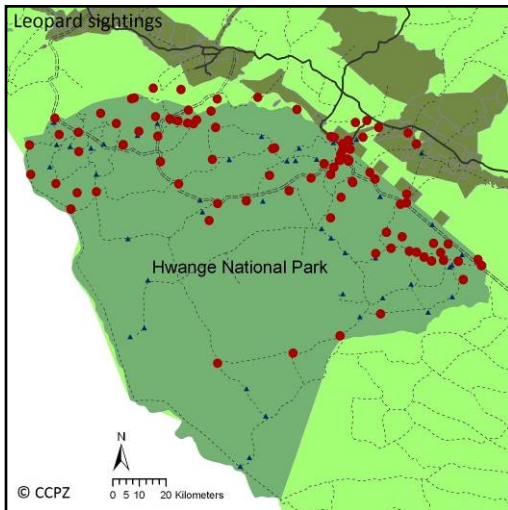 Leopard sightings
Hwange National Park
N
0 5 10 20 Kilometers
© CCPZ